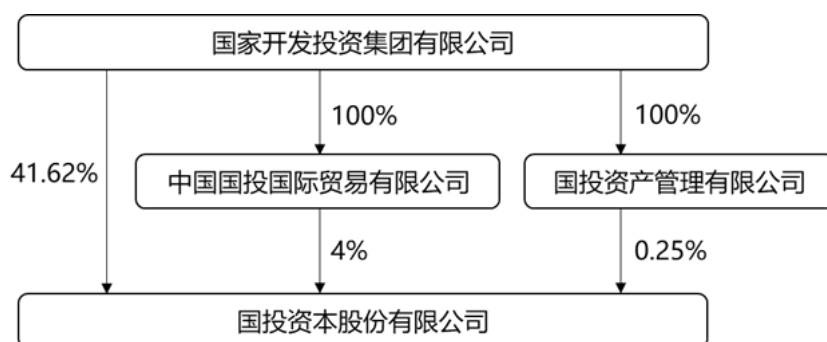 国家开发投资集团有限公司
100%
100%
41.62%
中国国投国际贸易有限公司
国投资产管理有限公司
4%
0.25%
国投资本股份有限公司